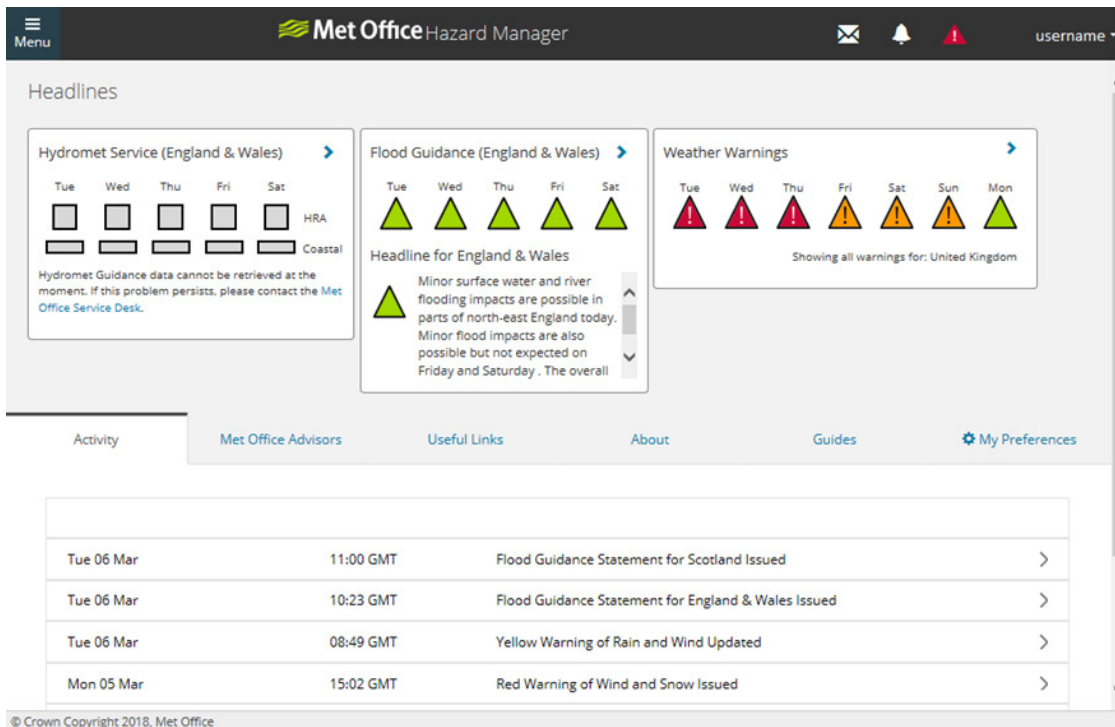 Menu
Met Office Hazard Manager
username
Headlines
Hydromet Service (England & Wales)
Tue Wed Thu Fri Sat
HRA
Coastal
Hydromet Guidance data cannot be retrieved at the
moment. If this problem persists, please contact the Met
Office Service Desk.
Flood Guidance (England & Wales)
Tue Wed Thu Fri Sat
Headline for England & Wales
Minor surface water and river
flooding impacts are possible in
parts of north-east England today.
Minor flood impacts are also
possible but not expected on
Friday and Saturday . The overall
Weather Warnings
Tue Wed Thu Fri Sat Sun Mon
! ! ! ! ! !
Showing all warnings for: United Kingdom
Activity Met Office Advisors Useful Links About Guides My Preferences
Tue 06 Mar 11:00 GMT Flood Guidance Statement for Scotland Issued
Tue 06 Mar 10:23 GMT Flood Guidance Statement for England & Wales Issued
Tue 06 Mar 08:49 GMT Yellow Warning of Rain and Wind Updated
Mon 05 Mar 15:02 GMT Red Warning of Wind and Snow Issued
© Crown Copyright 2018, Met Office